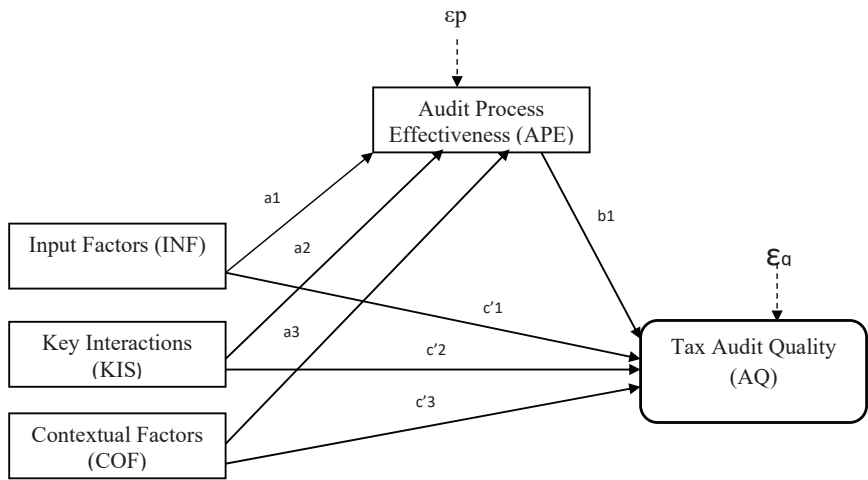 εp
Audit Process
Effectiveness (APE)
a1
b1
a2
Input Factors (INF)
εq
c'1
a3
Key Interactions
(KIS)
c'2
Tax Audit Quality
(AQ)
c'3
Contextual Factors
(COF)